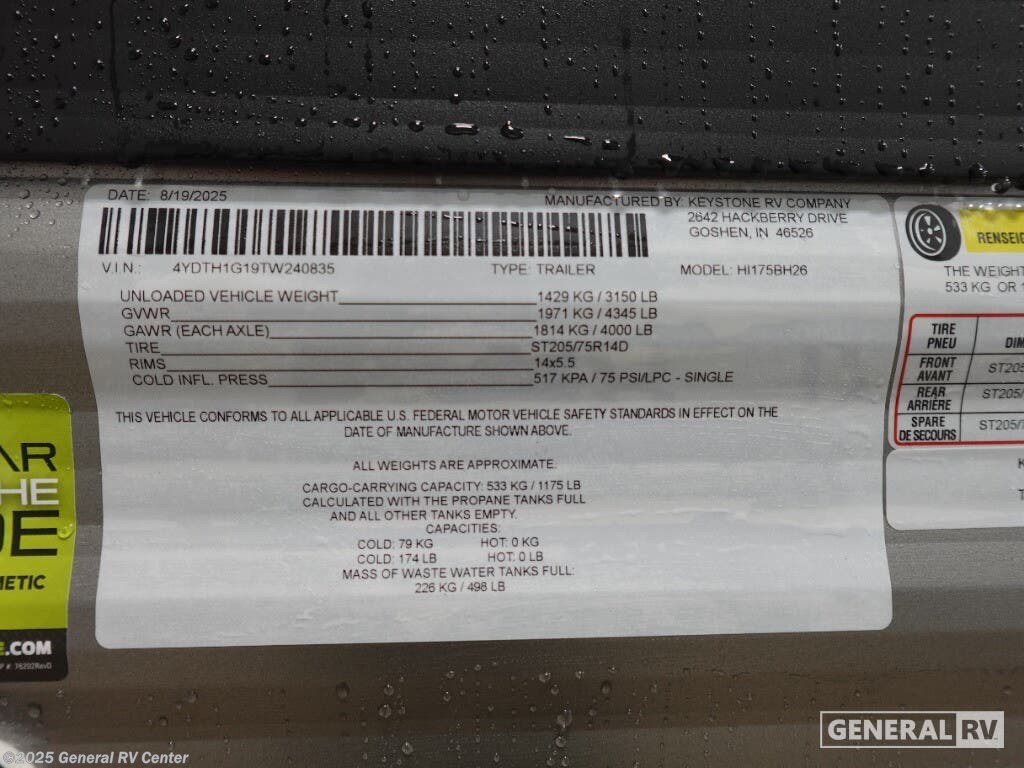 DATE: 8/19/2025
MANUFACTURED BY: KEYSTONE RV COMPANY
2642 HACKBERRY DRIVE
GOSHEN, IN 46526
V.I.N.: 4YDTH1G19TW240835 TYPE: TRAILER MODEL: HI175BH26
UNLOADED VEHICLE WEIGHT 1429 KG / 3150 LB
GVWR 1971 KG / 4345 LB
GAWR (EACH AXLE) 1814 KG / 4000 LB
TIRE ST205/75R14D
RIMS 14x5.5
COLD INFL. PRESS 517 KPA / 75 PSI/LPC - SINGLE
THIS VEHICLE CONFORMS TO ALL APPLICABLE U.S. FEDERAL MOTOR VEHICLE SAFETY STANDARDS IN EFFECT ON THE
DATE OF MANUFACTURE SHOWN ABOVE.
ALL WEIGHTS ARE APPROXIMATE.
CARGO-CARRYING CAPACITY: 533 KG / 1175 LB
CALCULATED WITH THE PROPANE TANKS FULL
AND ALL OTHER TANKS EMPTY.
CAPACITIES:
COLD: 79 KG HOT: 0 KG
COLD: 174 LB HOT: 0 LB
MASS OF WASTE WATER TANKS FULL:
226 KG / 498 LB
RENSEIG
THE WEIGHT
533 KG OR 1
TIRE
PNEU DIM
FRONT
AVANT ST205
REAR
ARRIÈRE ST205/
SPARE
DE SECOURS ST205/7
AR
HE
DE
METIC
E.COM
P #: 76202RevD
GENERAL RV
©2025 General RV Center